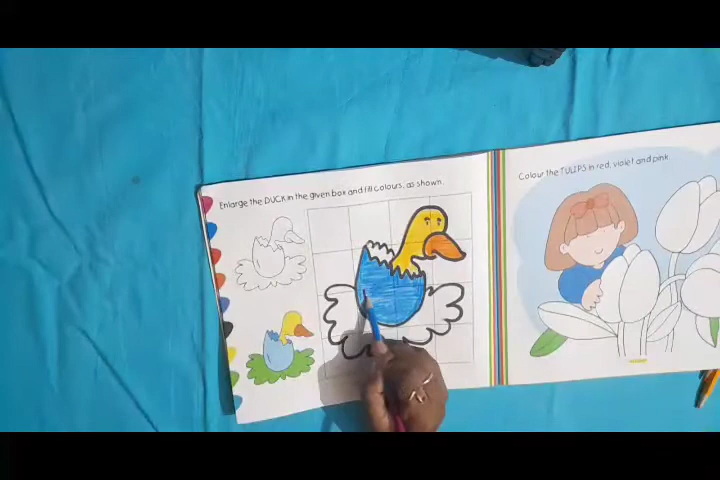 Enlarge the DUCK in the given box and fill colours, as shown.
Colour the TULIPS in red, violet and pink.